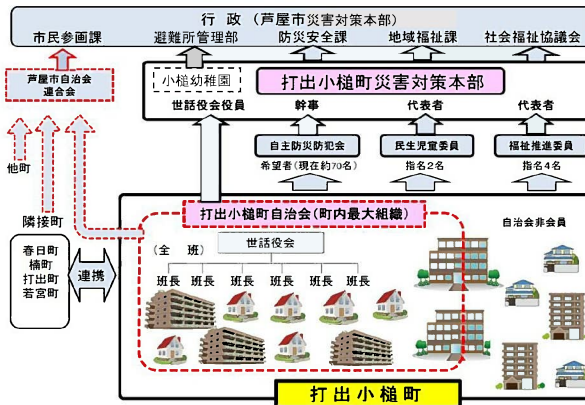 行 政（芦屋市災害対策本部）
市民参画課 避難所管理部 防災安全課 地域福祉課 社会福祉協議会
芦屋市自治会
連合会
小槌幼稚園
打出小槌町災害対策本部
世話役会役員 幹事 代表者 代表者
自主防災防犯会 民生児童委員 福祉推進委員
希望者（現在約70名） 指名2名 指名4名
他町
隣接町
打出小槌町自治会（町内最大組織）
自治会非会員
春日町
楠町
打出町
若宮町
連携
（全 班）
世話役会
班長 班長 班長 班長 班長 班長
打出小槌町